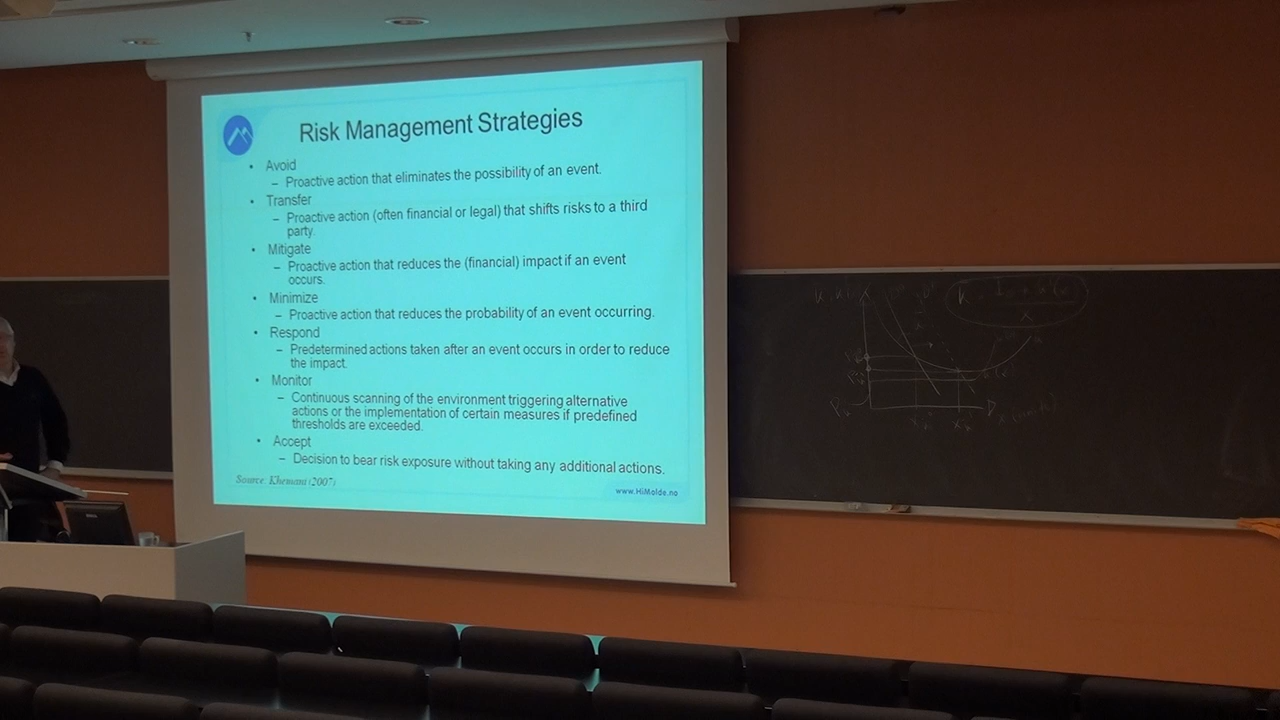 Risk Management Strategies
• Avoid
– Proactive action that eliminates the possibility of an event.
• Transfer
– Proactive action (often financial or legal) that shifts risks to a third
party.
• Mitigate
– Proactive action that reduces the (financial) impact if an event
occurs.
• Minimize
– Proactive action that reduces the probability of an event occurring.
• Respond
– Predetermined actions taken after an event occurs in order to reduce
the impact.
• Monitor
– Continuous scanning of the environment triggering alternative
actions or the implementation of certain measures if predefined
thresholds are exceeded.
• Accept
– Decision to bear risk exposure without taking any additional actions.
Source: Khemani (2007)
www.HiMolde.no